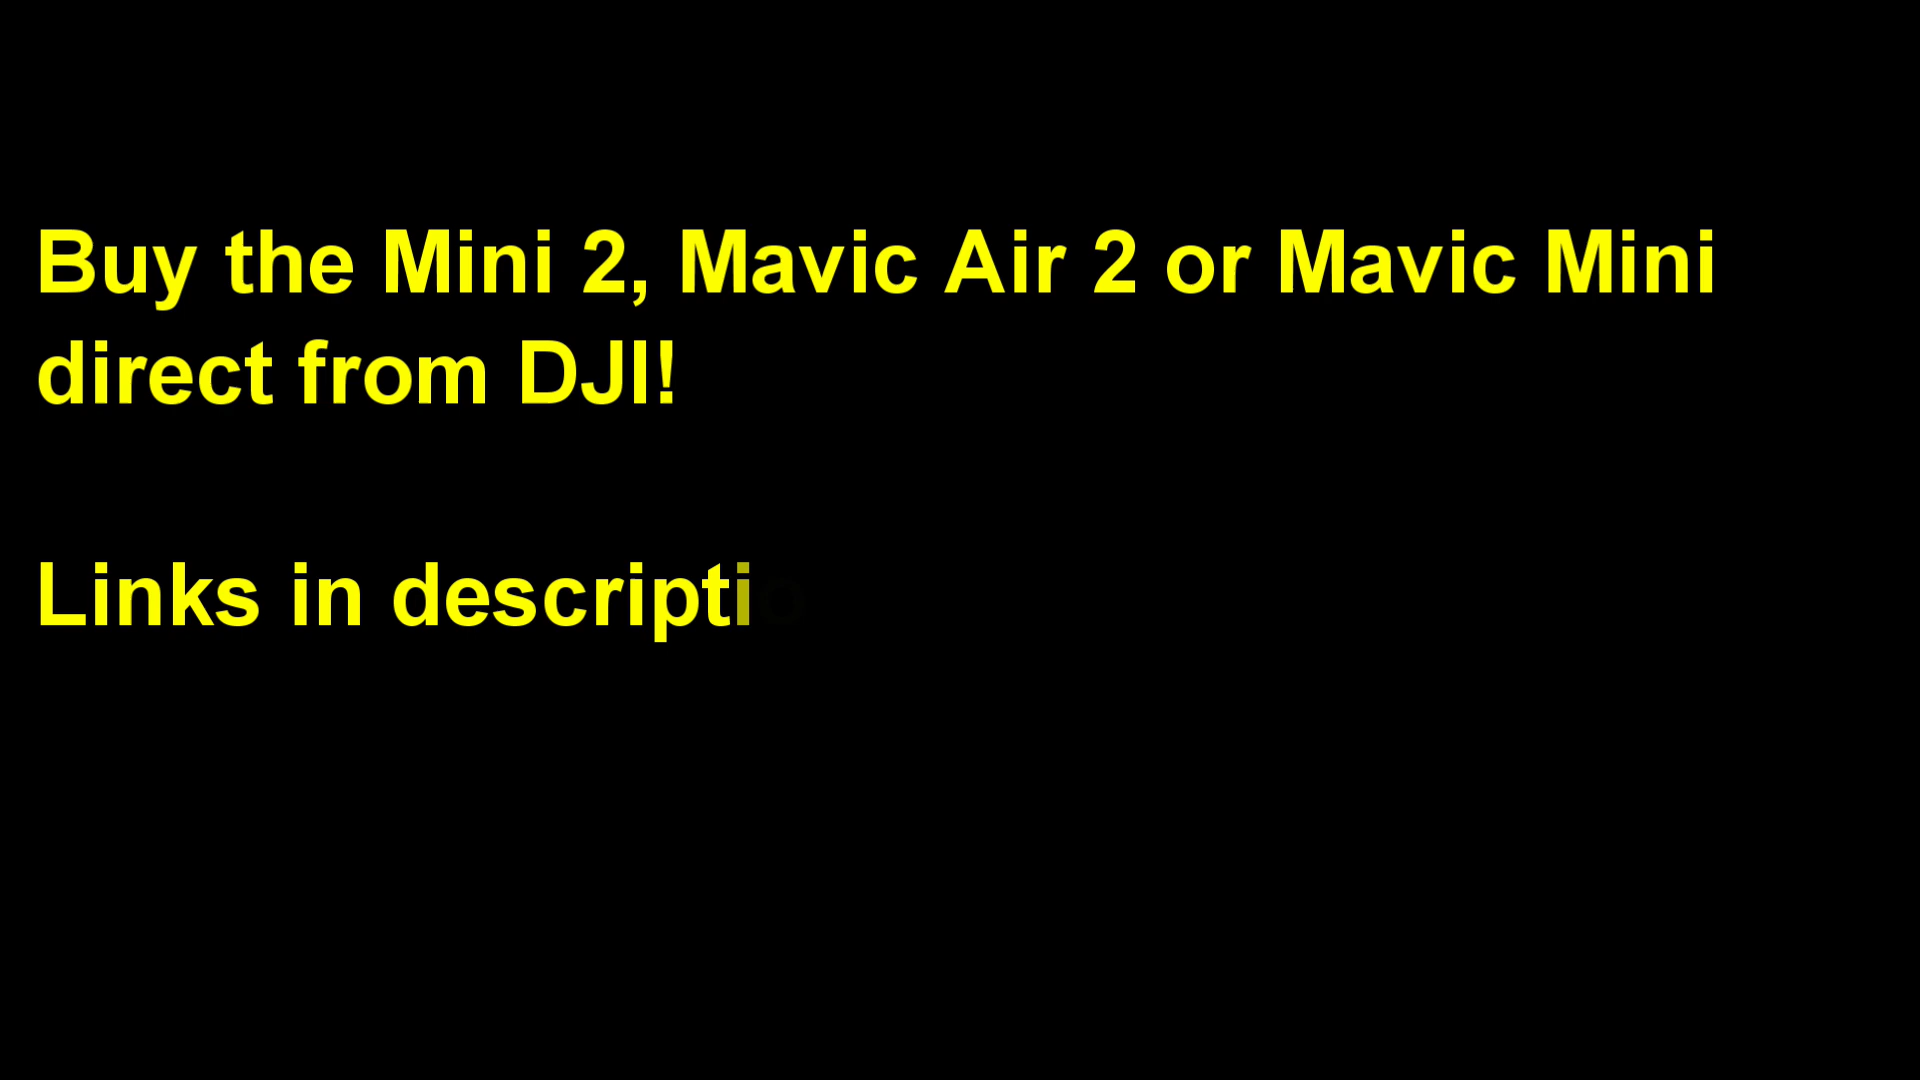 Buy the Mini 2, Mavic Air 2 or Mavic Mini
direct from DJI!
Links in descripti